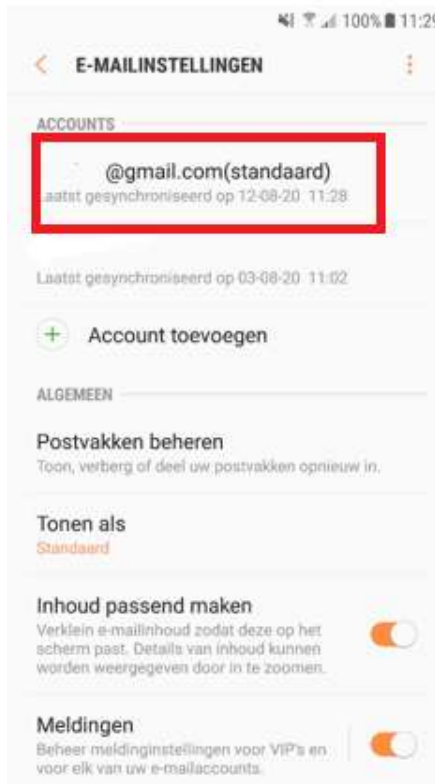 100% 11:29
E-MAILINSTELLINGEN
ACCOUNTS
@gmail.com(standaard)
Laatst gesynchroniseerd op 12-08-20 11:28
Laatst gesynchroniseerd op 03-08-20 11:02
Account toevoegen
ALGEMEEN
Postvakken beheren
Toon, verberg of deel uw postvakken opnieuw in.
Tonen als
Standaard
Inhoud passend maken
Verklein e-mailinhoud zodat deze op het
scherm past. Details van inhoud kunnen
worden weergegeven door in te zoomen.
Meldingen
Beheer meldinginstellingen voor VIP's en
voor elk van uw e-mailaccounts.